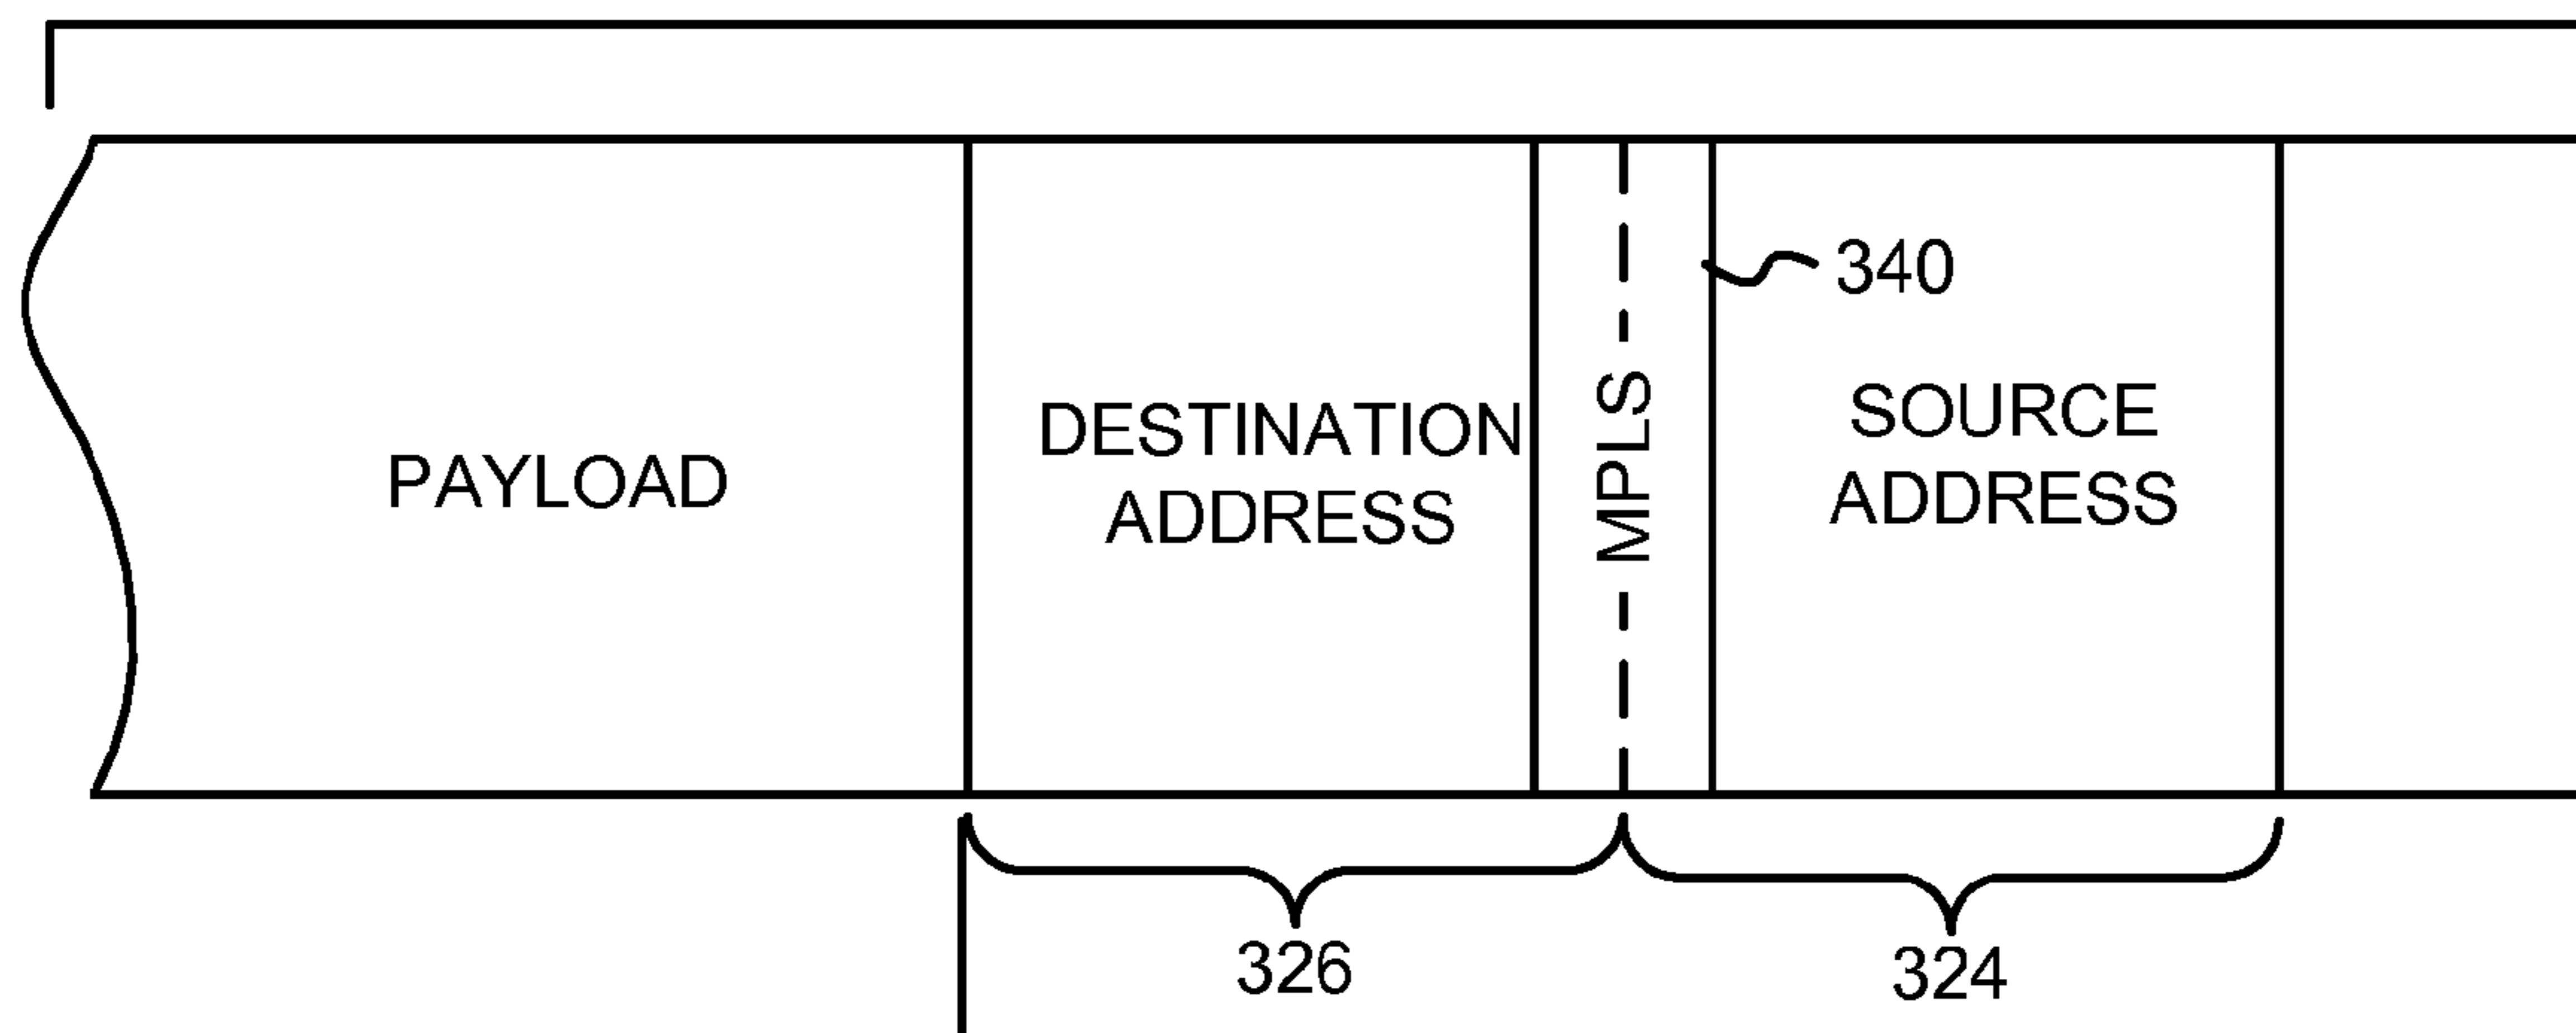 340
PAYLOAD
DESTINATION
ADDRESS
MPLS
SOURCE
ADDRESS
326
324